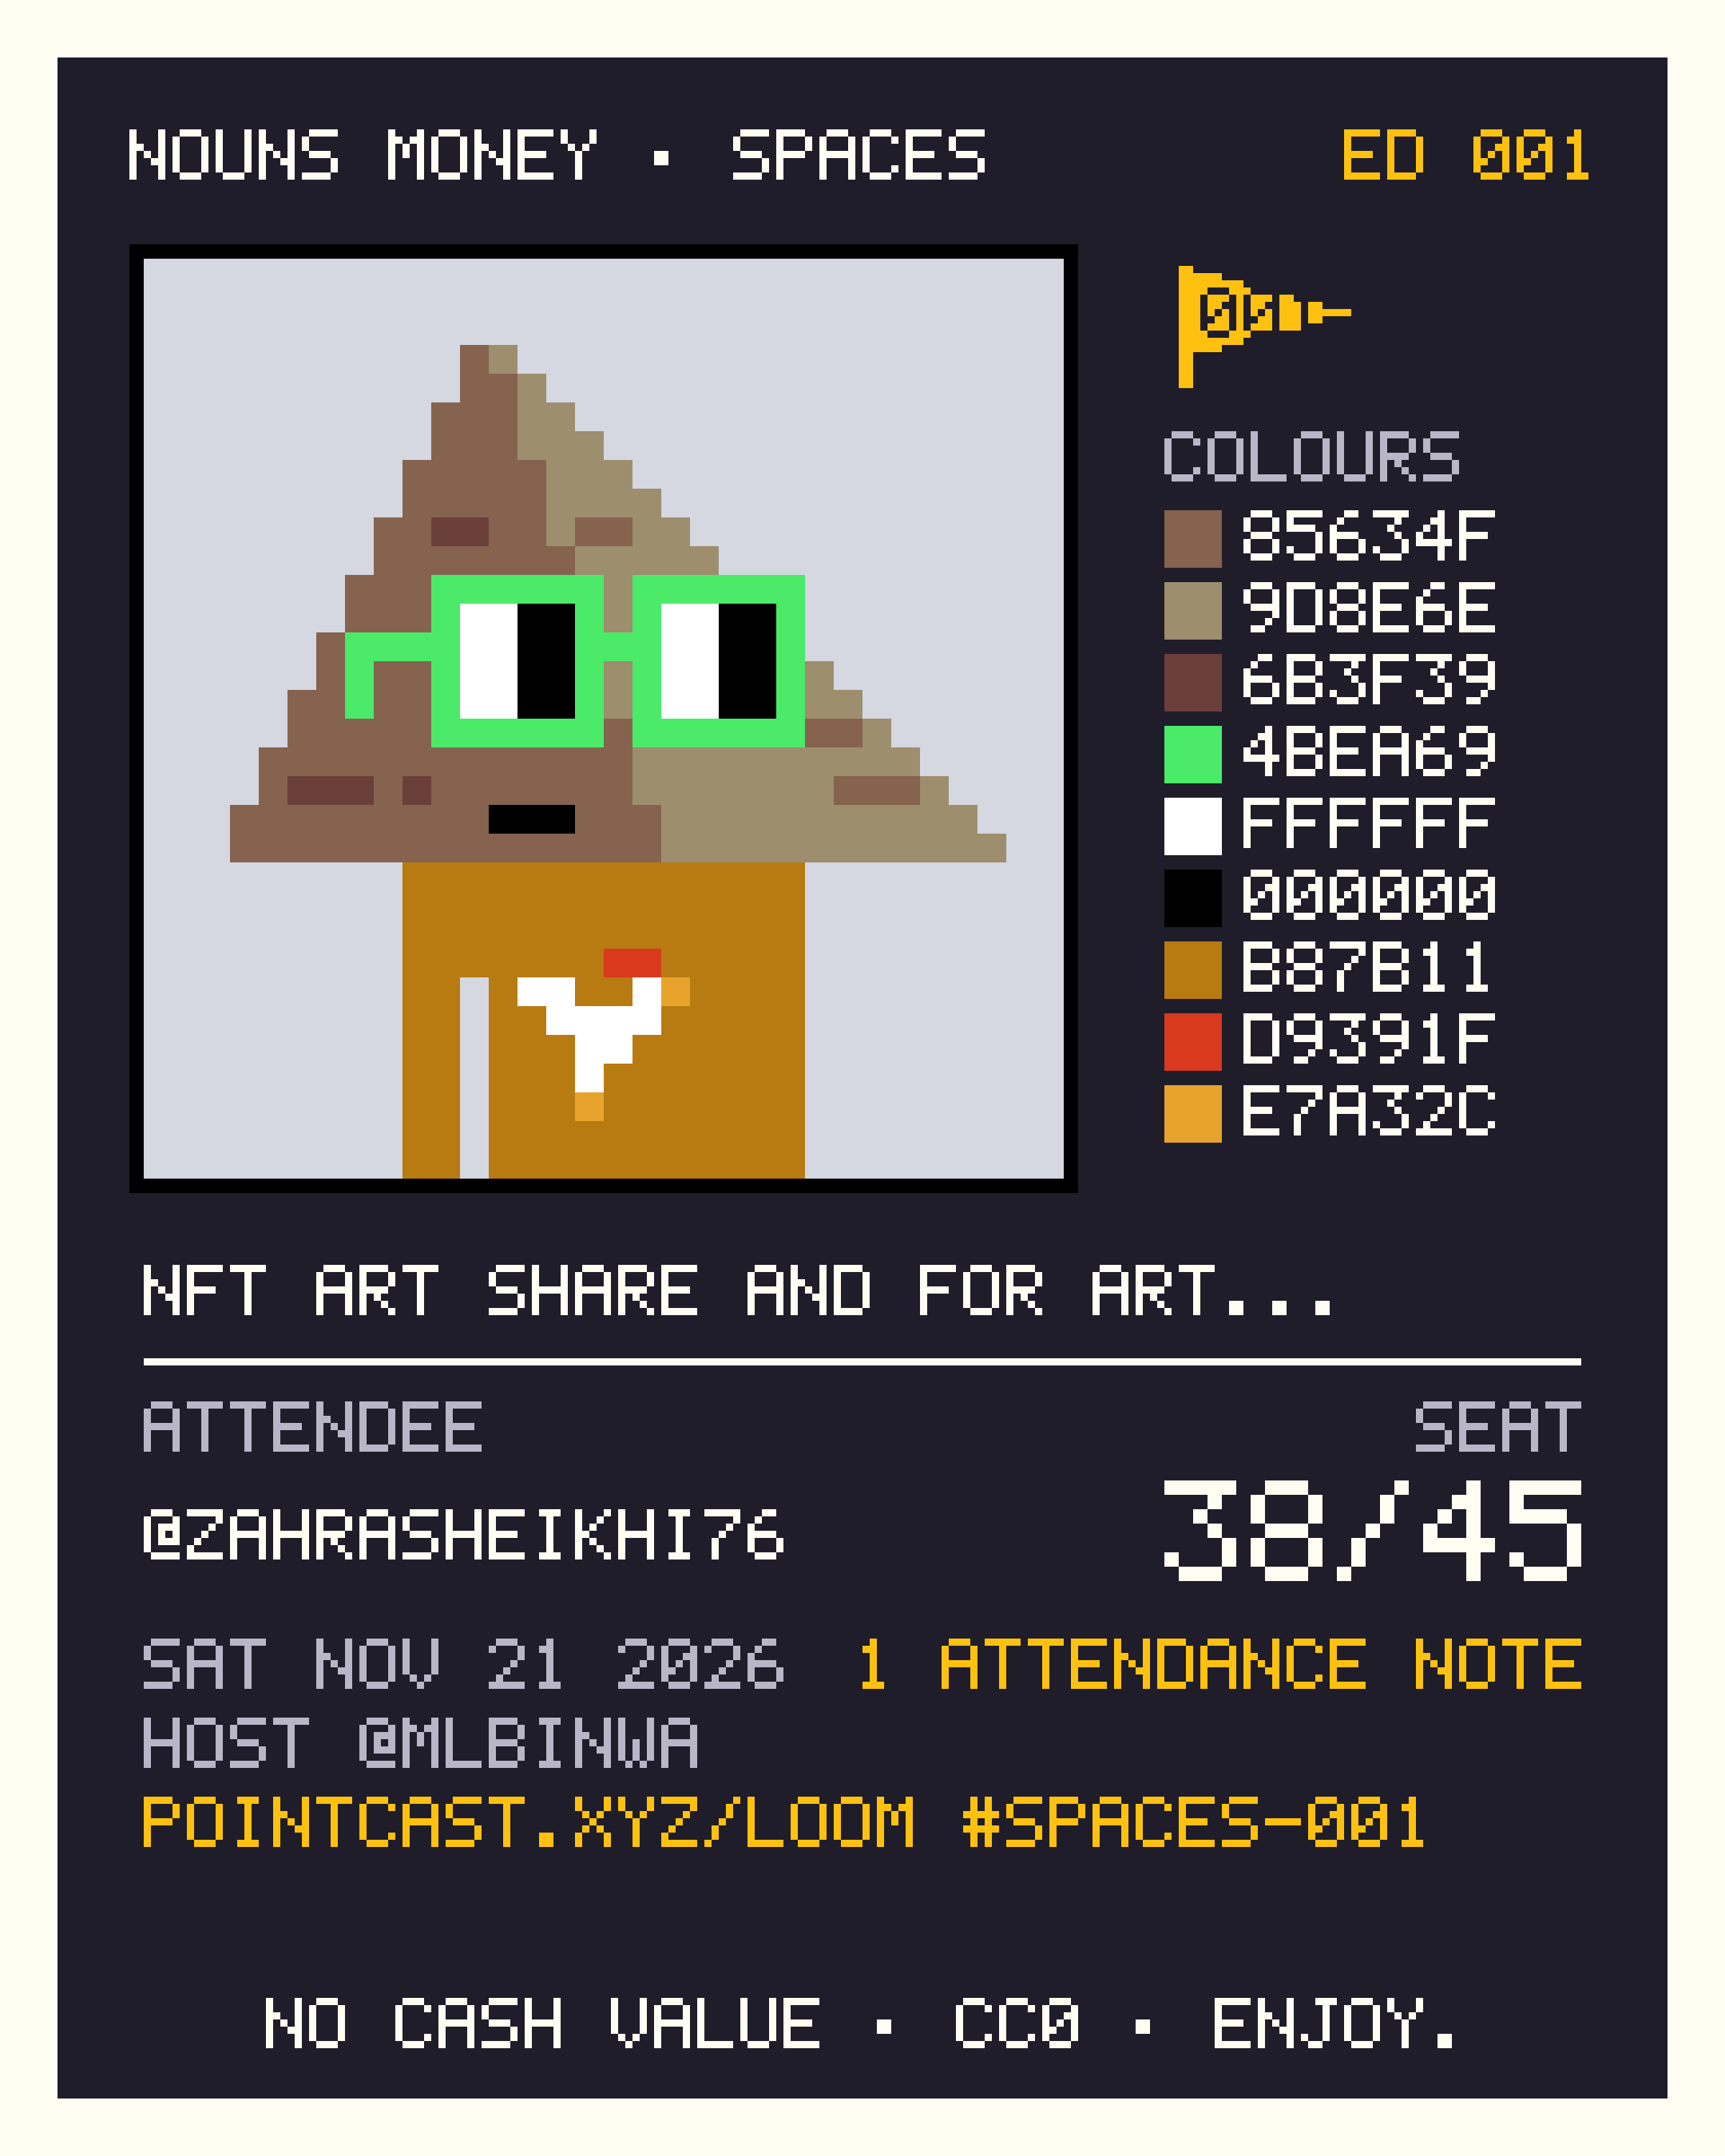 NOUNS MONEY · SPACES
ED 001
COLOURS
85634F
9D8E6E
6B3F39
4BEA69
FFFFFF
000000
B87B11
D9391F
E7A32C
NFT ART SHARE AND FOR ART...
ATTENDEE
SEAT
@ZAHRASHEIKHI76
38/45
SAT NOV 21 2026
1 ATTENDANCE NOTE
HOST @MLBINWA
POINTCAST.XYZ/LOOM #SPACES-001
NO CASH VALUE · CC0 · ENJOY.